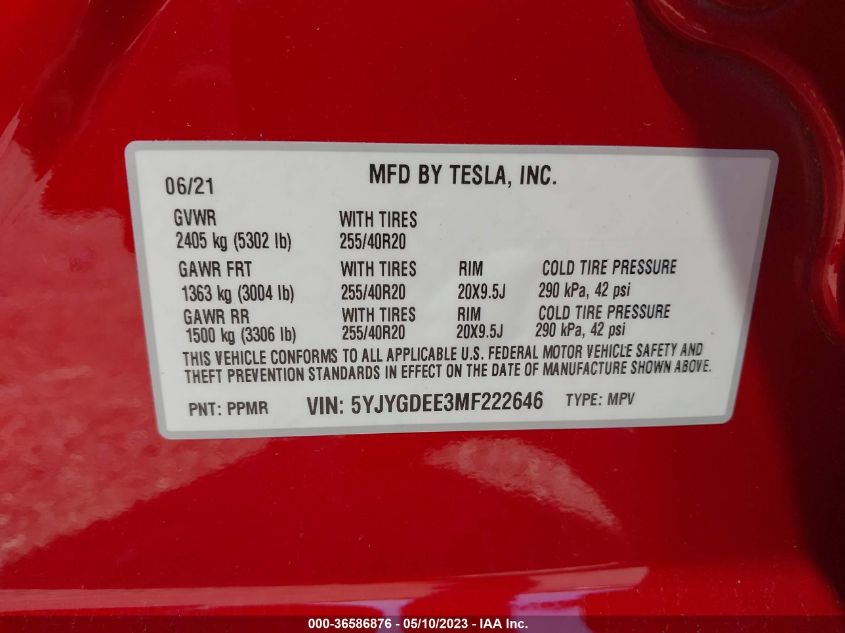 06/21 MFD BY TESLA, INC.
GVWR WITH TIRES
2405 kg (5302 lb) 255/40R20
GAWR FRT WITH TIRES RIM COLD TIRE PRESSURE
1363 kg (3004 lb) 255/40R20 20X9.5J 290 kPa, 42 psi
GAWR RR WITH TIRES RIM COLD TIRE PRESSURE
1500 kg (3306 lb) 255/40R20 20X9.5J 290 kPa, 42 psi
THIS VEHICLE CONFORMS TO ALL APPLICABLE U.S. FEDERAL MOTOR VEHICLE SAFETY AND
THEFT PREVENTION STANDARDS IN EFFECT ON THE DATE OF MANUFACTURE SHOWN ABOVE.
PNT: PPMR VIN: 5YJYGDEE3MF222646 TYPE: MPV
000-36586876 - 05/10/2023 - IAA Inc.